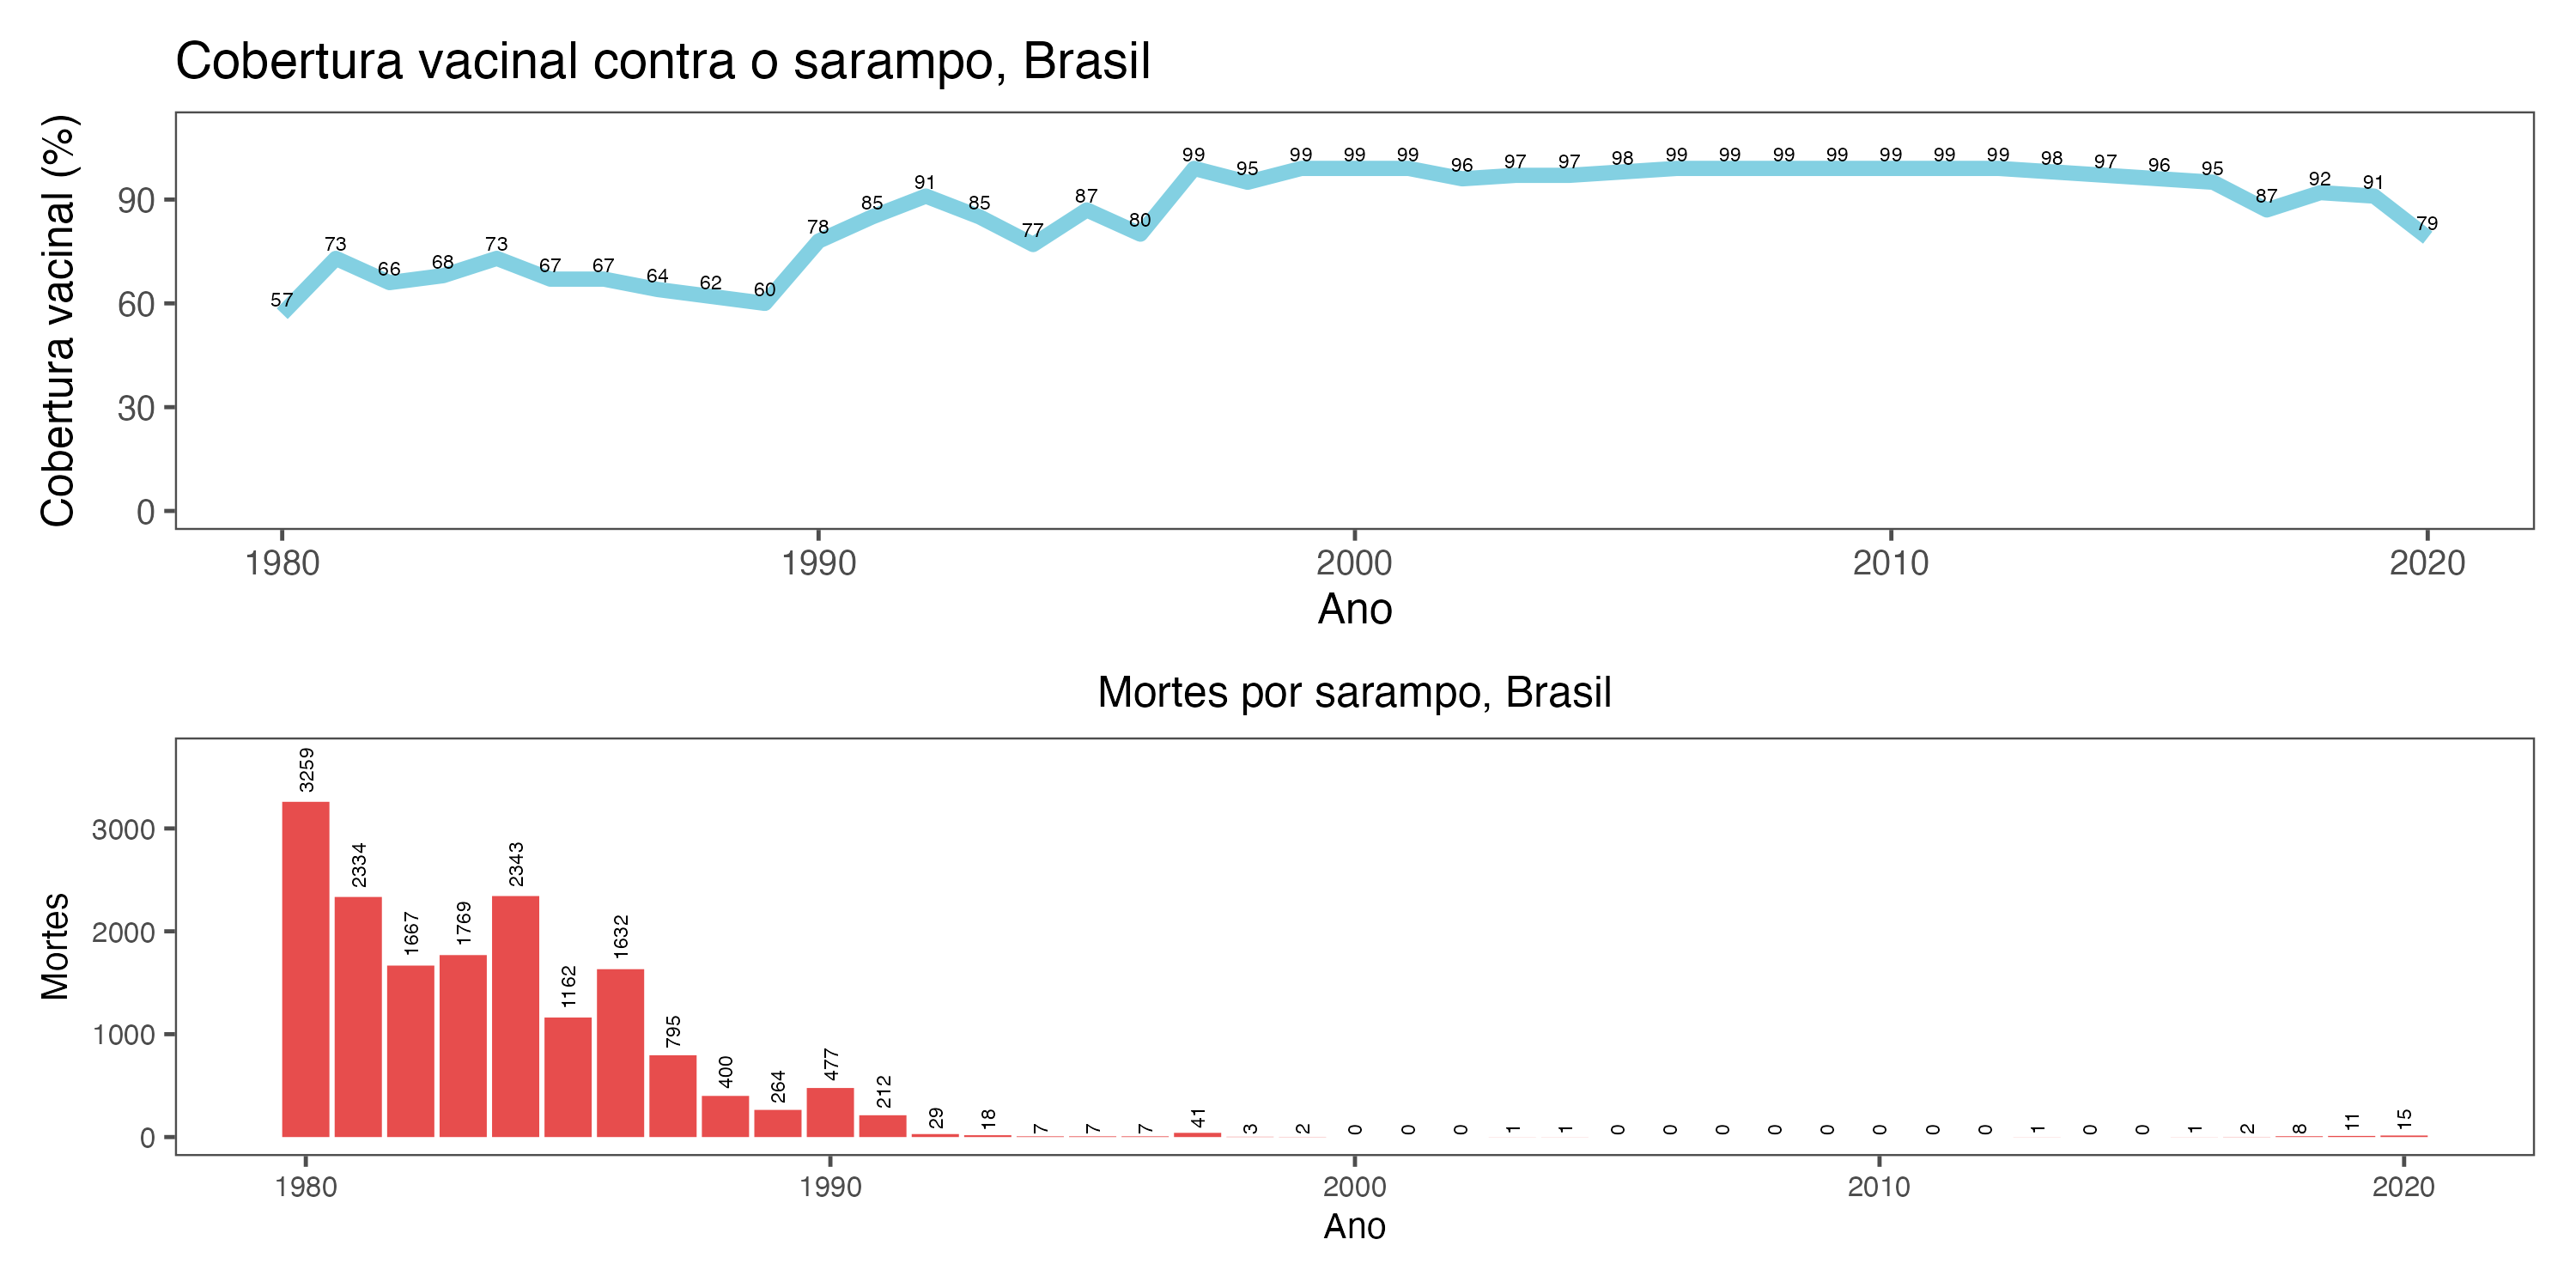 Cobertura vacinal contra o sarampo, Brasil
Cobertura vacinal (%)
90
60
30
0
57 73 66 68 73 67 67 64 62 60 78 85 91 85 77 87 80 99 95 99 99 99 96 97 97 98 99 99 99 99 99 99 99 98 97 96 95 87 92 91 79
1980 1990 2000 2010 2020
Ano
Mortes por sarampo, Brasil
Mortes
3000
2000
1000
0
3259 2334 1667 1769 2343 1162 1632 795 400 264 477 212 29 18 7 7 7 41 3 2 0 0 0 1 1 0 0 0 0 0 0 0 0 1 0 0 1 2 8 11 15
1980 1990 2000 2010 2020
Ano